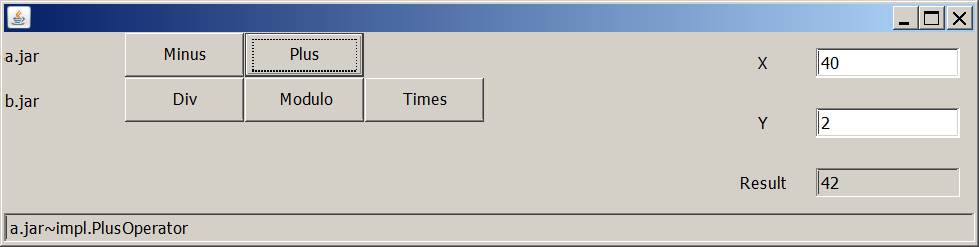 a.jar Minus Plus
b.jar Div Modulo Times
X 40
Y 2
Result 42
a.jar~impl.PlusOperator